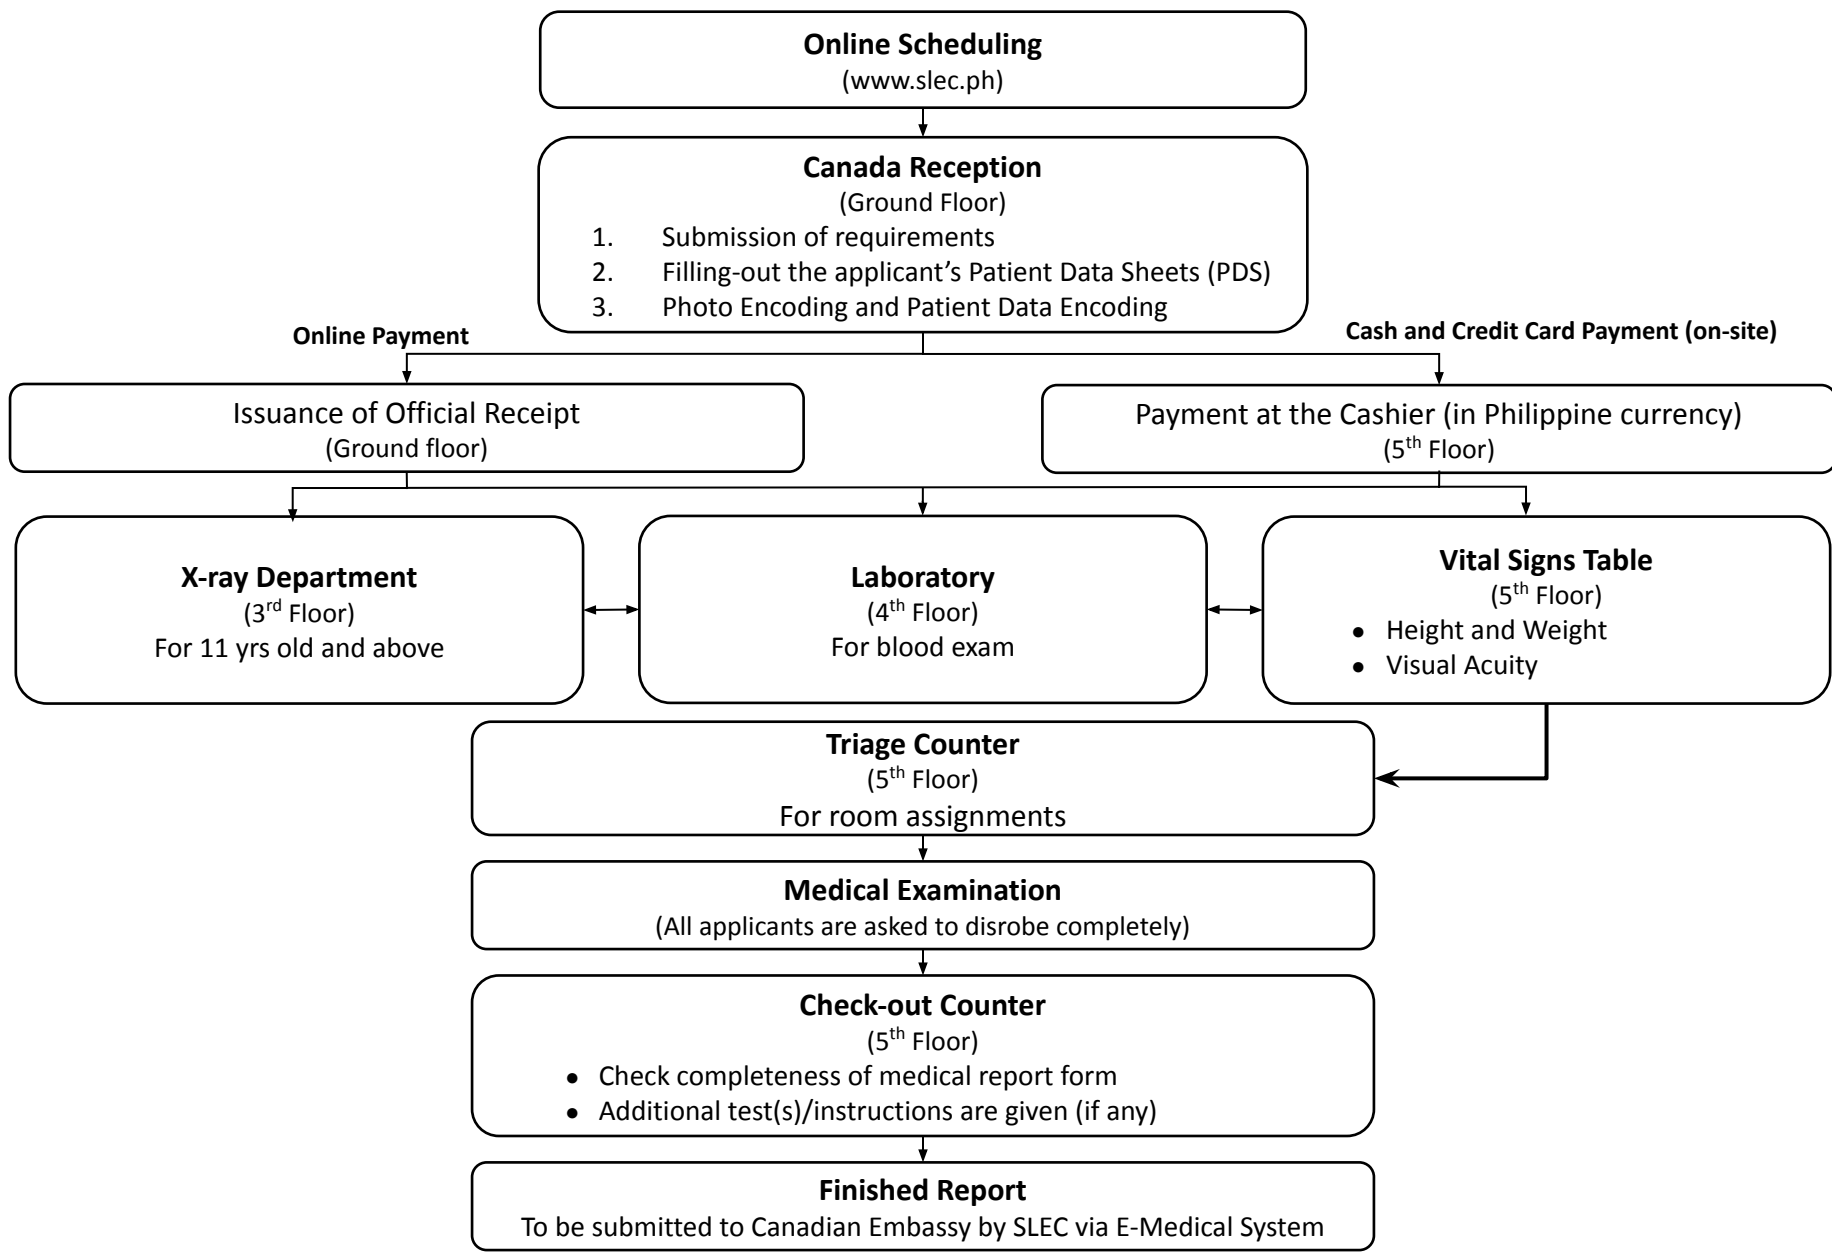 Online Scheduling
(www.slec.ph)
Canada Reception
(Ground Floor)
1. Submission of requirements
2. Filling-out the applicant’s Patient Data Sheets (PDS)
3. Photo Encoding and Patient Data Encoding
Online Payment
Cash and Credit Card Payment (on-site)
Issuance of Official Receipt
(Ground floor)
Payment at the Cashier (in Philippine currency)
(5th Floor)
X-ray Department
(3rd Floor)
For 11 yrs old and above
Laboratory
(4th Floor)
For blood exam
Vital Signs Table
(5th Floor)
● Height and Weight
● Visual Acuity
Triage Counter
(5th Floor)
For room assignments
Medical Examination
(All applicants are asked to disrobe completely)
Check-out Counter
(5th Floor)
● Check completeness of medical report form
● Additional test(s)/instructions are given (if any)
Finished Report
To be submitted to Canadian Embassy by SLEC via E-Medical System